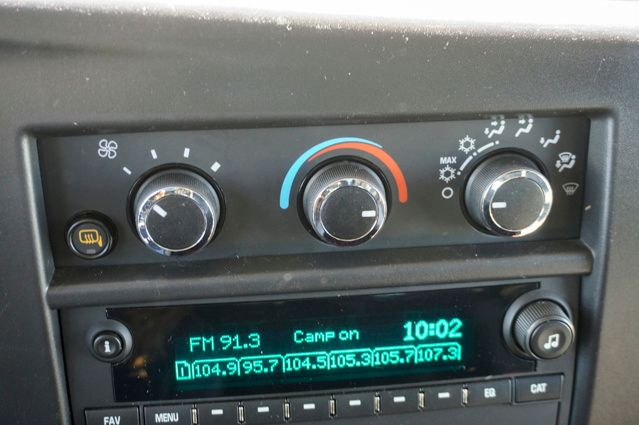 MAX
FM 91.3 Camp on 10:02
1 104.9 95.7 104.5 105.3 105.7 107.3
i
FAV MENU EQ CAT